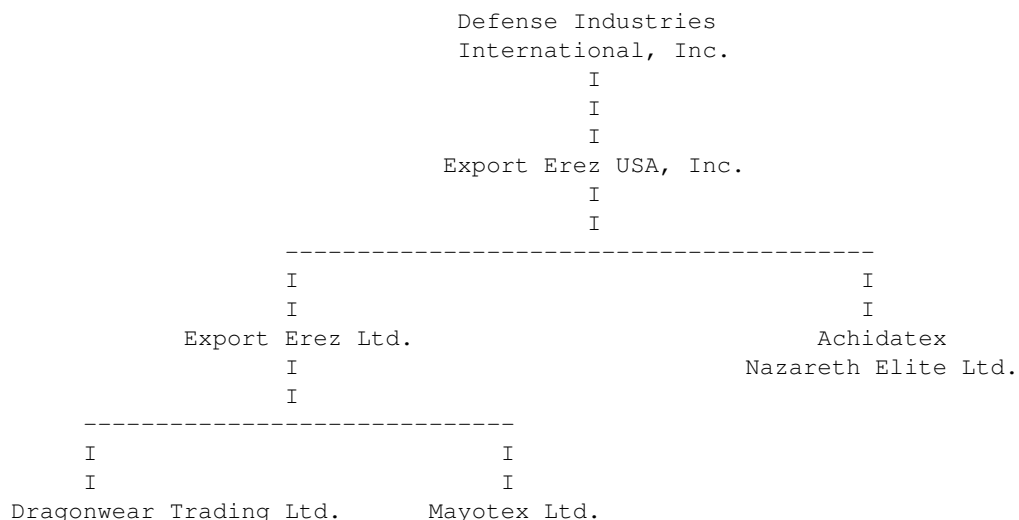 Defense Industries
International, Inc.
I
I
I
Export Erez USA, Inc.
I
I
-----------------------------------------
I I
I I
Export Erez Ltd. Achidatex
I Nazareth Elite Ltd.
I
------------------------------
I I
I I
Dragonwear Trading Ltd. Mayotex Ltd.